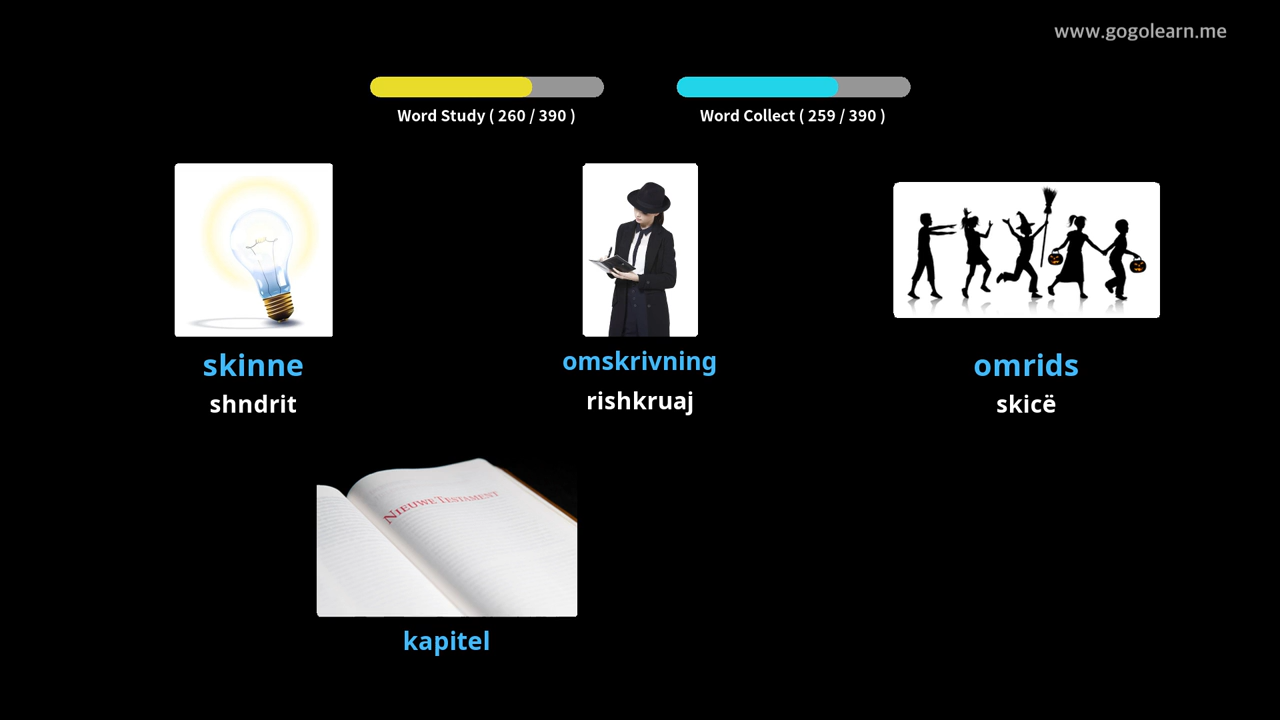 www.gogolearn.me
Word Study ( 260 / 390 )
Word Collect ( 259 / 390 )
skinne
shndrit
omskrivning
rishkruaj
omrids
skicë
NIEUWE TESTAMENT
kapitel